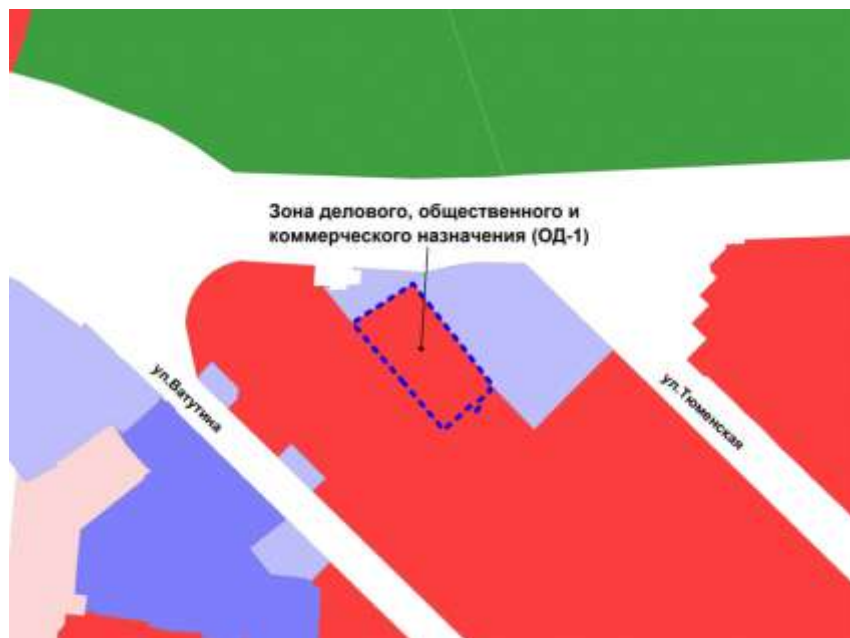 Зона делового, общественного и
коммерческого назначения (ОД-1)
ул.Ватутина
ул.Тюменская